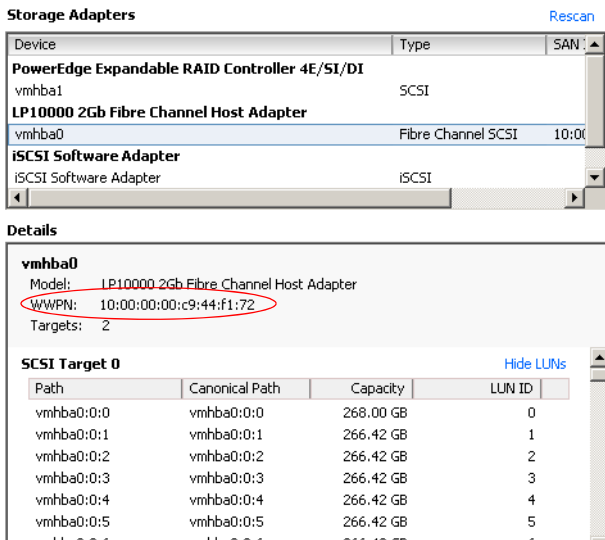 Storage Adapters Rescan
Device Type SAN
PowerEdge Expandable RAID Controller 4E/SI/DI
vmhba1 SCSI
LP10000 2Gb Fibre Channel Host Adapter
vmhba0 Fibre Channel SCSI 10:00
iSCSI Software Adapter
iSCSI Software Adapter iSCSI
Details
vmhba0
Model: LP10000 2Gb Fibre Channel Host Adapter
WWPN: 10:00:00:00:c9:44:f1:72
Targets: 2
SCSI Target 0 Hide LUNs
Path Canonical Path Capacity LUN ID
vmhba0:0:0 vmhba0:0:0 268.00 GB 0
vmhba0:0:1 vmhba0:0:1 266.42 GB 1
vmhba0:0:2 vmhba0:0:2 266.42 GB 2
vmhba0:0:3 vmhba0:0:3 266.42 GB 3
vmhba0:0:4 vmhba0:0:4 266.42 GB 4
vmhba0:0:5 vmhba0:0:5 266.42 GB 5